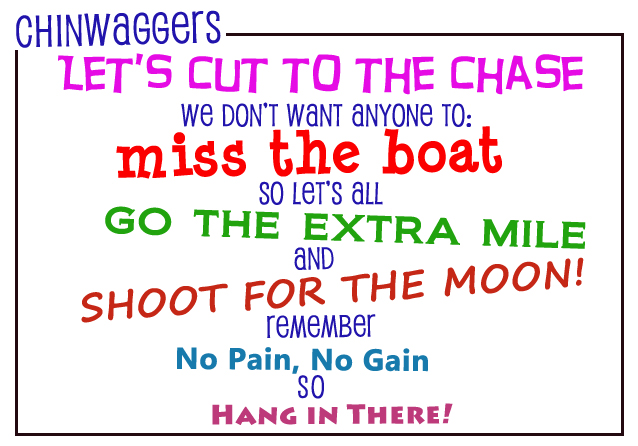 CHINWAGGERS
LET'S CUT TO THE CHASE
WE DON'T WANT ANYONE TO:
miss the boat
SO LET'S ALL
GO THE EXTRA MILE
AND
SHOOT FOR THE MOON!
REMEMBER
No Pain, No Gain
SO
HANG IN THERE!